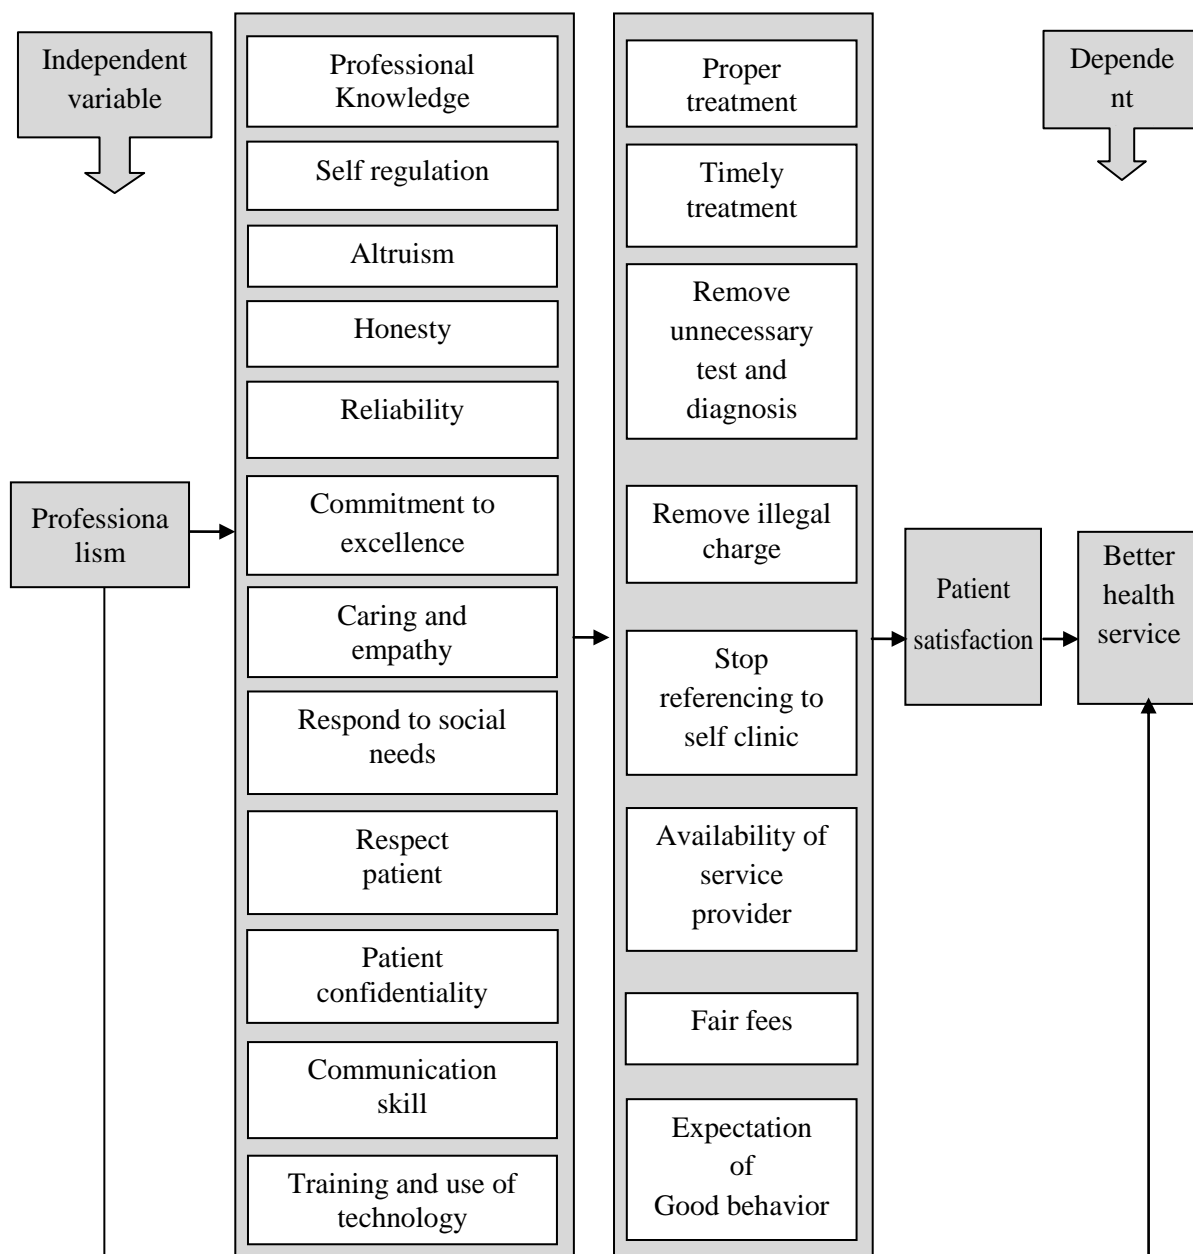 Independent
variable
Professional
Knowledge
Self regulation
Altruism
Honesty
Reliability
Commitment to
excellence
Caring and
empathy
Respond to social
needs
Respect
patient
Patient
confidentiality
Communication
skill
Training and use of
technology
Professiona
lism
Proper
treatment
Timely
treatment
Remove
unnecessary
test and
diagnosis
Remove illegal
charge
Stop
referencing to
self clinic
Availability of
service
provider
Fair fees
Expectation
of
Good behavior
Depende
nt
Patient
satisfaction
Better
health
service